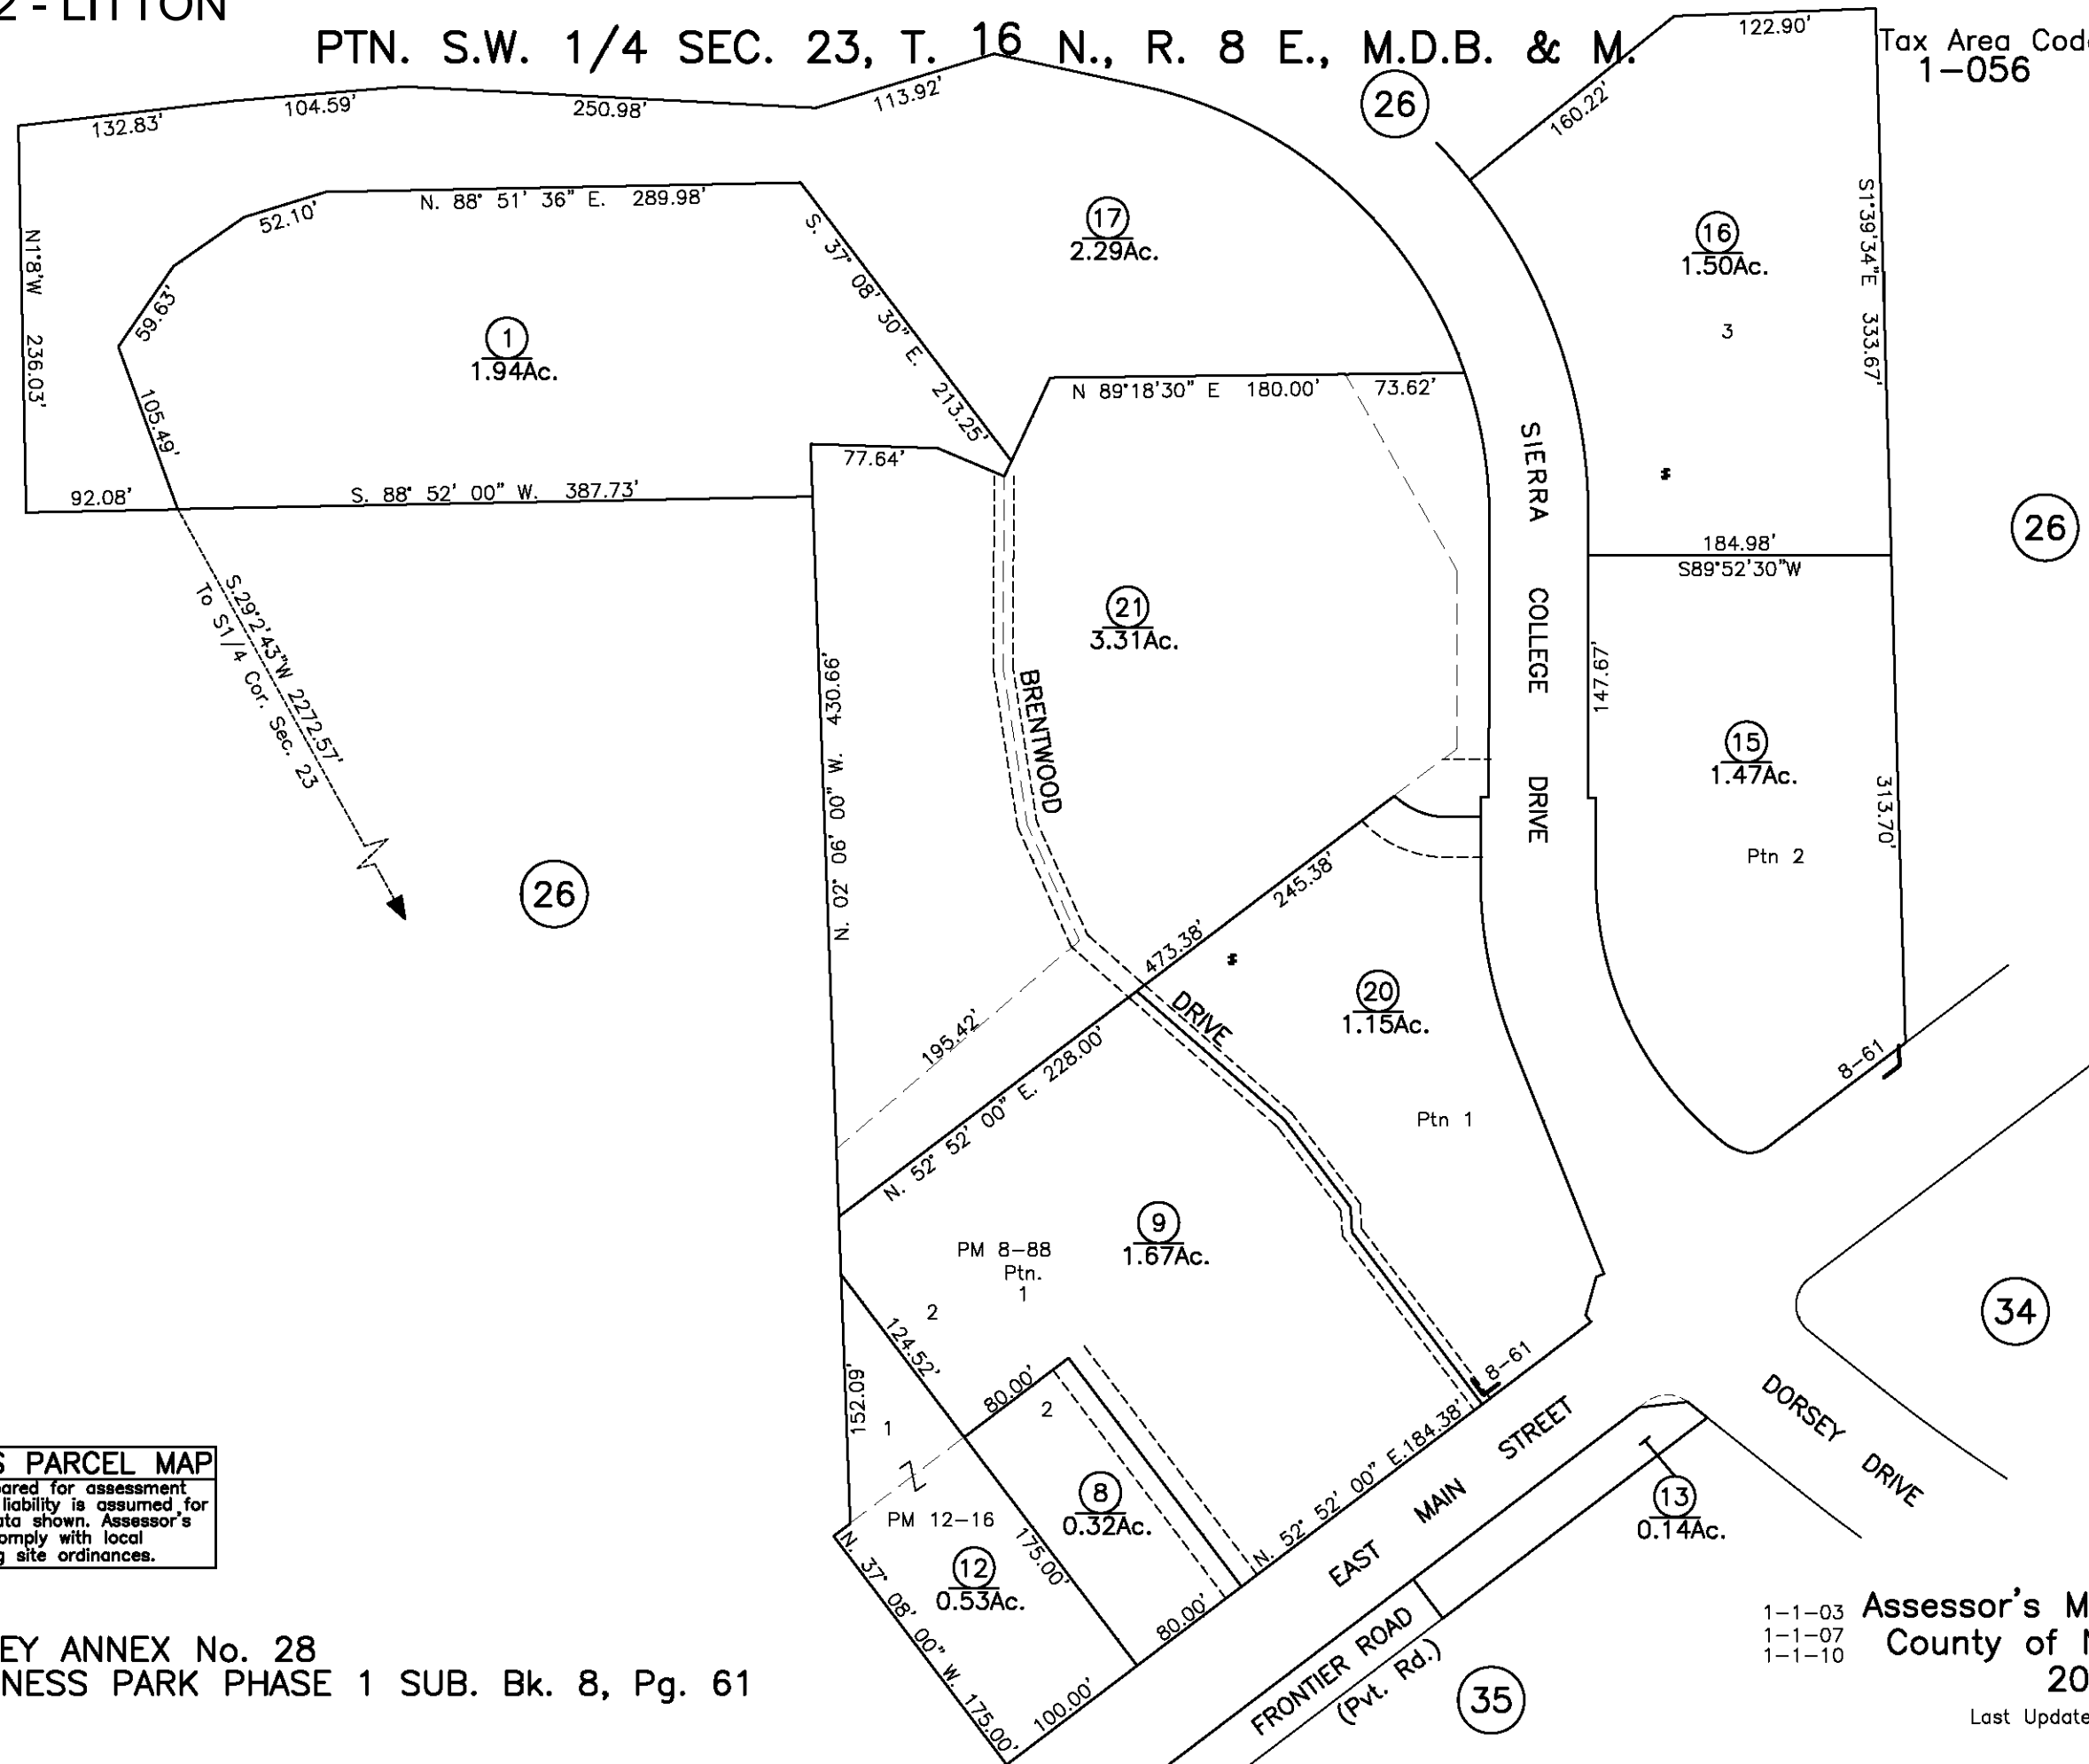 2 - LITTON
PTN. S.W. 1/4 SEC. 23, T. 16 N., R. 8 E., M.D.B. & M.
Tax Area Code
1-056
122.90'
160.22'
26
132.83'
104.59'
250.98'
113.92'
N1°8'W 236.03'
52.10'
N. 88° 51' 36" E. 289.98'
59.63'
105.49'
1
1.94Ac.
S. 37° 08' 30" E. 213.25'
17
2.29Ac.
16
1.50Ac.
3
S1°39'34"E 333.67'
N 89°18'30" E 180.00'
73.62'
77.64'
92.08'
S. 88° 52' 00" W. 387.73'
S.29°2'43"W 2272.57'
To S1/4 Cor. Sec. 23
26
26
184.98'
S89°52'30"W
SIERRA COLLEGE DRIVE
147.97'
21
3.31Ac.
BRENTWOOD
DRIVE
N. 02° 06' 00" W. 430.66'
15
1.47Ac.
Ptn 2
313.70'
245.38'
473.38'
195.42'
N. 52° 52' 00" E. 228.00'
20
1.15Ac.
Ptn 1
8-61
9
1.67Ac.
PM 8-88
Ptn.
1
2
124.52'
152.09'
1
80.00'
2
8
0.32Ac.
PM 12-16
12
0.53Ac.
175.00'
N. 37° 08' 00" W. 175.00'
100.00'
80.00'
N. 52° 52' 00" E. 184.38'
8-61
EAST MAIN STREET
FRONTIER ROAD
(Pvt. Rd.)
13
0.14Ac.
DORSEY DRIVE
34
35
S PARCEL MAP
ared for assessment
liability is assumed for
ata shown. Assessor's
omply with local
g site ordinances.
EY ANNEX No. 28
NESS PARK PHASE 1 SUB. Bk. 8, Pg. 61
1-1-03
1-1-07
1-1-10
Assessor's M
County of N
20
Last Update